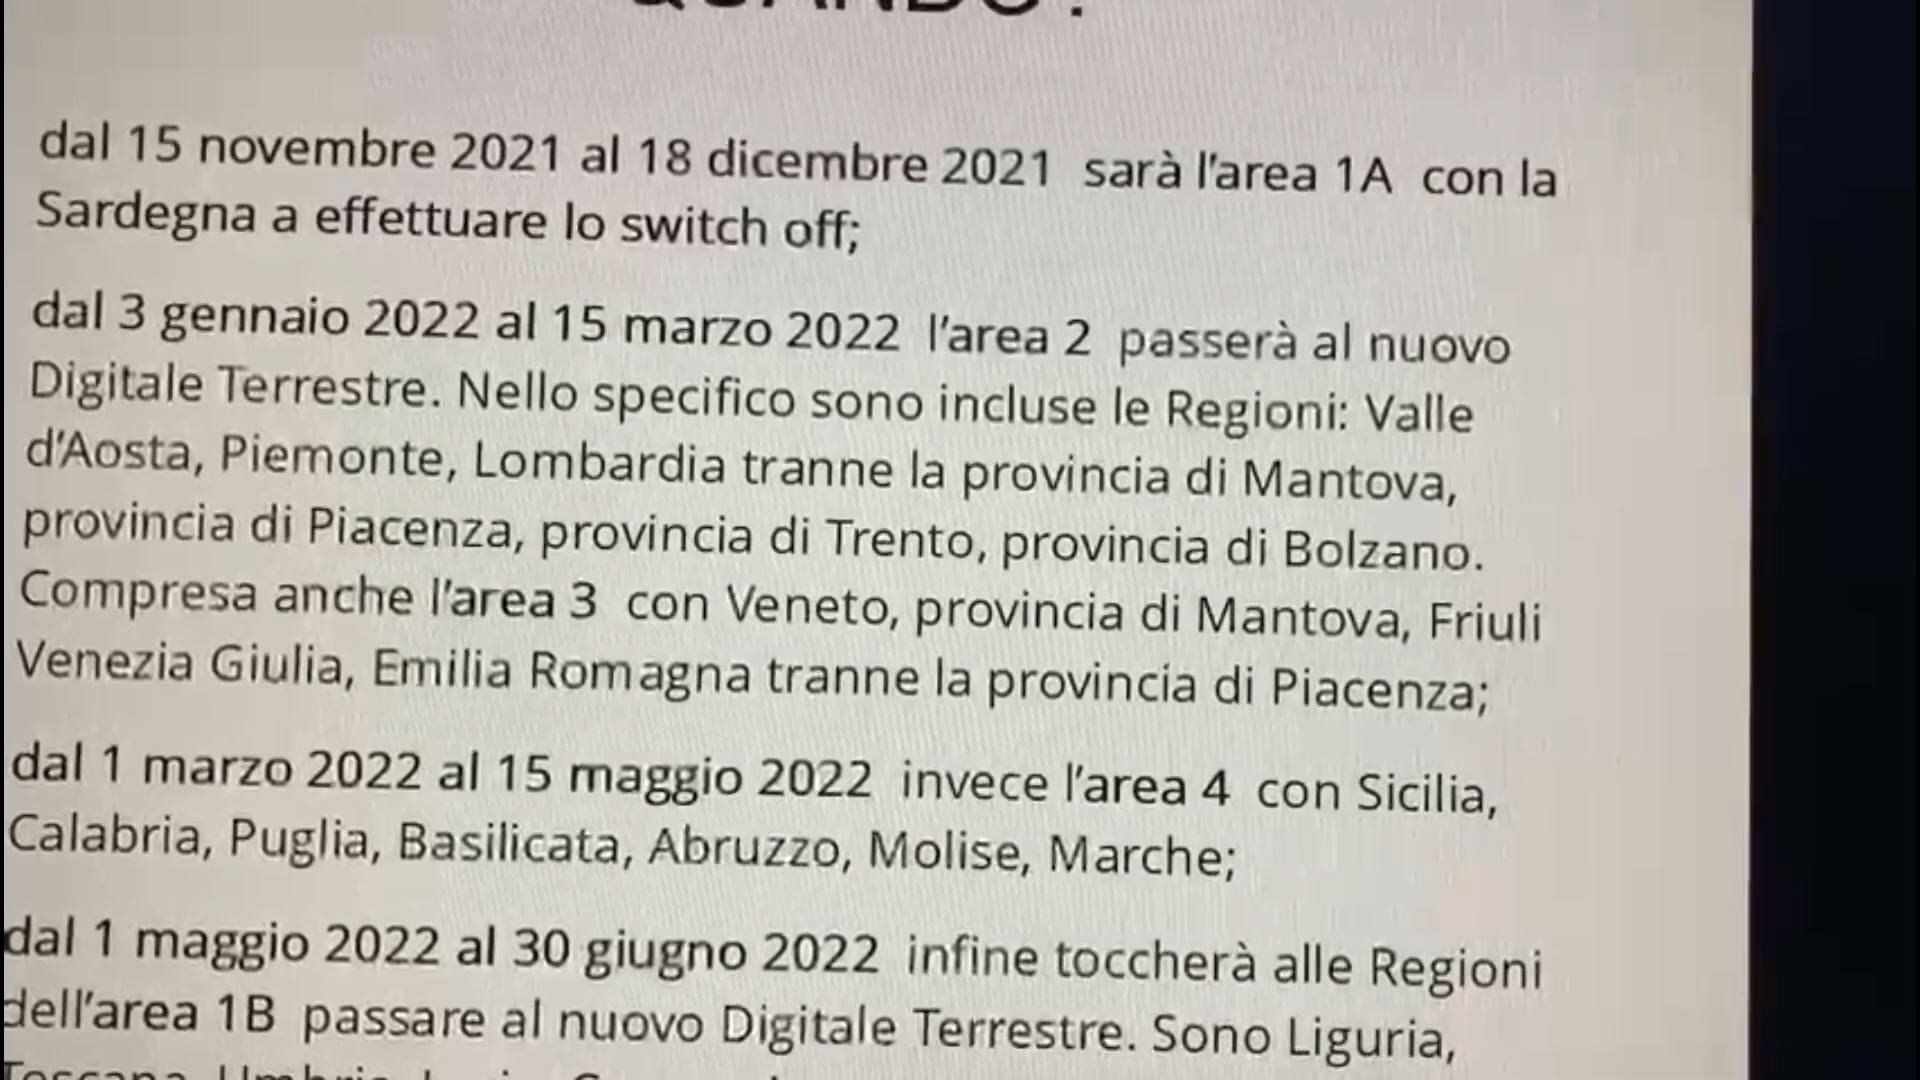 QUANDO?
dal 15 novembre 2021 al 18 dicembre 2021 sarà l'area 1A con la
Sardegna a effettuare lo switch off;
dal 3 gennaio 2022 al 15 marzo 2022 l'area 2 passerà al nuovo
Digitale Terrestre. Nello specifico sono incluse le Regioni: Valle
d'Aosta, Piemonte, Lombardia tranne la provincia di Mantova,
provincia di Piacenza, provincia di Trento, provincia di Bolzano.
Compresa anche l'area 3 con Veneto, provincia di Mantova, Friuli
Venezia Giulia, Emilia Romagna tranne la provincia di Piacenza;
dal 1 marzo 2022 al 15 maggio 2022 invece l'area 4 con Sicilia,
Calabria, Puglia, Basilicata, Abruzzo, Molise, Marche;
dal 1 maggio 2022 al 30 giugno 2022 infine toccherà alle Regioni
dell'area 1B passare al nuovo Digitale Terrestre. Sono Liguria,
Toscana, Umbria, Lazio,